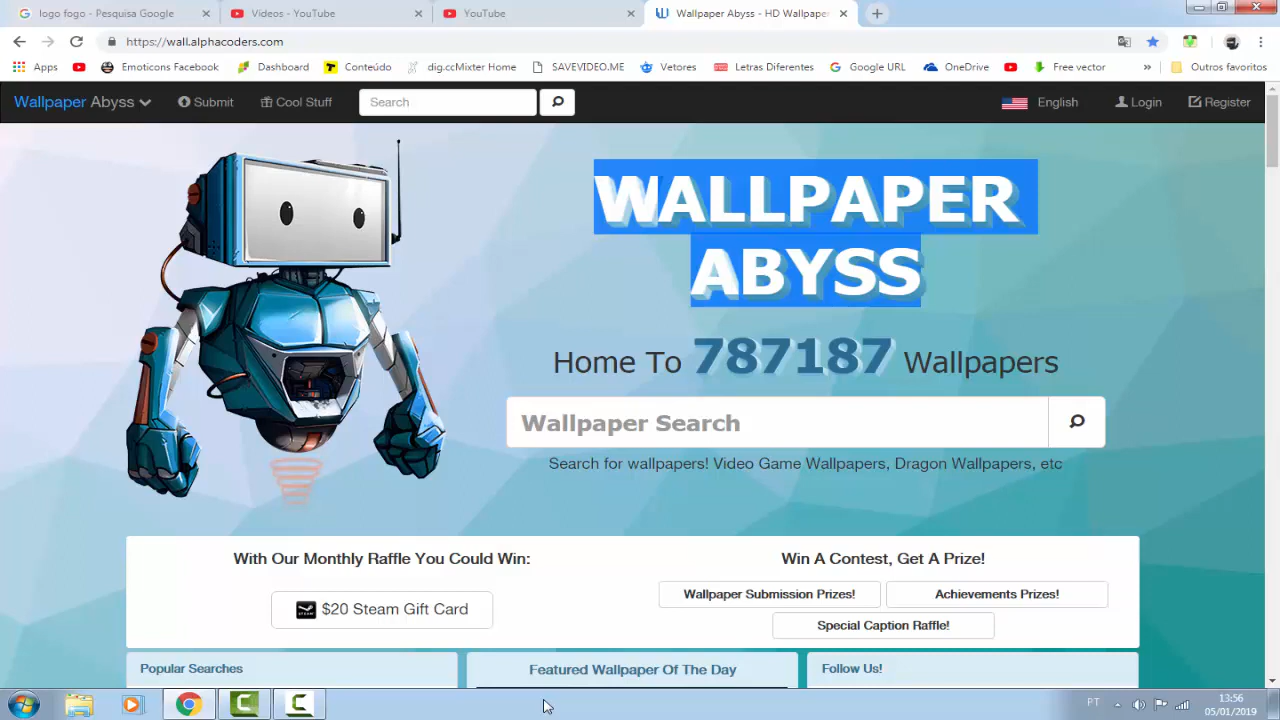 logo fogo - Pesquisa Google
Videos - YouTube
YouTube
Wallpaper Abyss - HD Wallpaper
https://wall.alphacoders.com
Apps
Emoticons Facebook
Dashboard
Conteúdo
dig.ccMixter Home
SAVEVIDEO.ME
Vetores
Letras Diferentes
Google URL
OneDrive
Free vector
»
Outros favoritos
Wallpaper Abyss
Submit
Cool Stuff
Search
English
Login
Register
WALLPAPER
ABYSS
Home To 787187 Wallpapers
Wallpaper Search
Search for wallpapers! Video Game Wallpapers, Dragon Wallpapers, etc
With Our Monthly Raffle You Could Win:
$20 Steam Gift Card
Win A Contest, Get A Prize!
Wallpaper Submission Prizes!
Achievements Prizes!
Special Caption Raffle!
Popular Searches
Featured Wallpaper Of The Day
Follow Us!
PT
13:56
05/01/2019